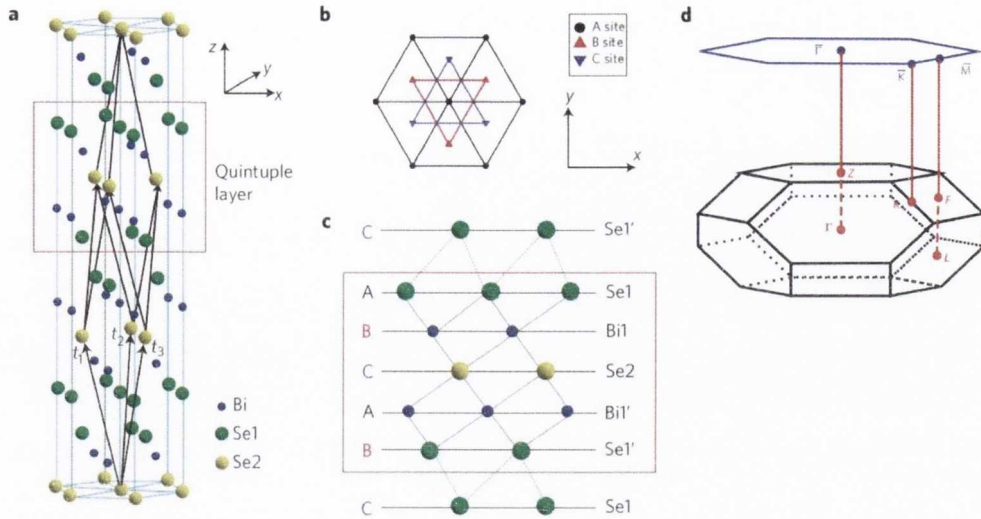 a
z
y
x
Quintuple
layer
t1
t2
t3
Bi
Se1
Se2
b
A site
B site
C site
y
x
c
C Se1'
A Se1
B Bi1
C Se2
A Bi1'
B Se1'
C Se1
d
Γ̅
K̅
M̅
Z
F
Γ
L